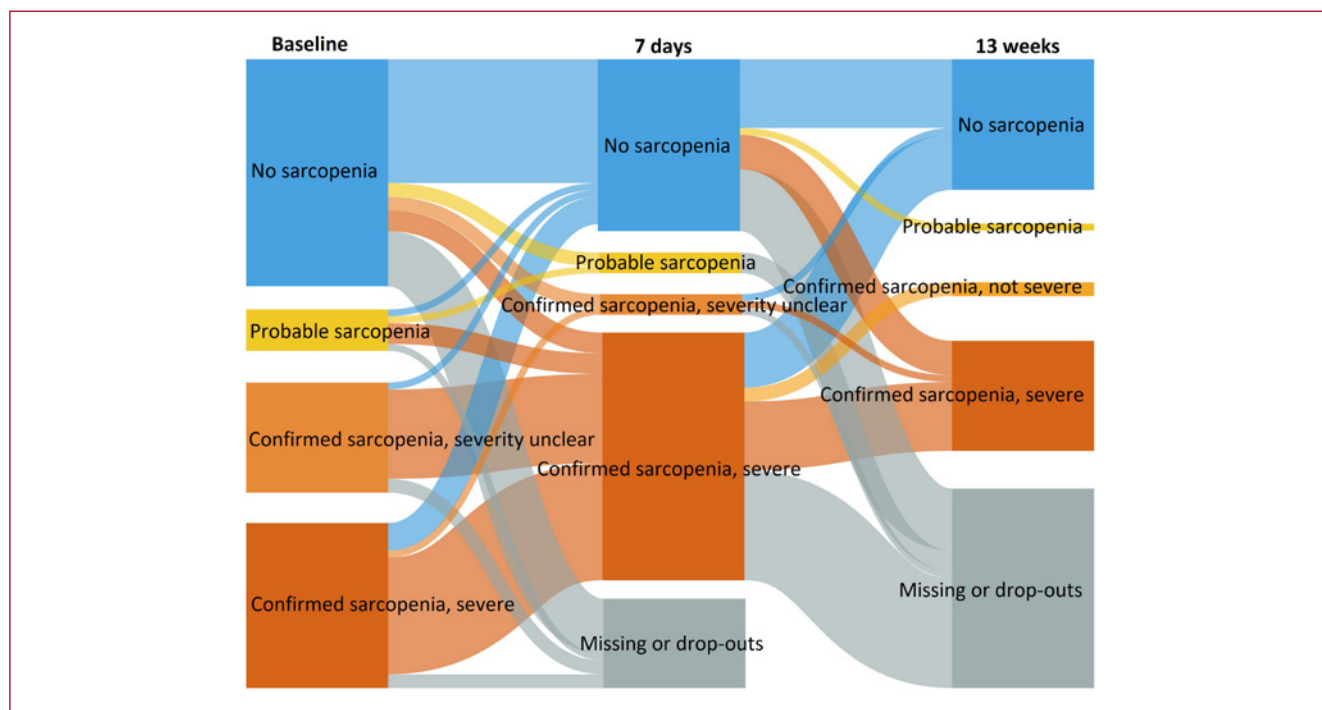 Baseline
7 days
13 weeks
No sarcopenia
Probable sarcopenia
Confirmed sarcopenia, severity unclear
Confirmed sarcopenia, severe
No sarcopenia
Probable sarcopenia
Confirmed sarcopenia, severity unclear
Confirmed sarcopenia, severe
Missing or drop-outs
No sarcopenia
Probable sarcopenia
Confirmed sarcopenia, not severe
Confirmed sarcopenia, severe
Missing or drop-outs